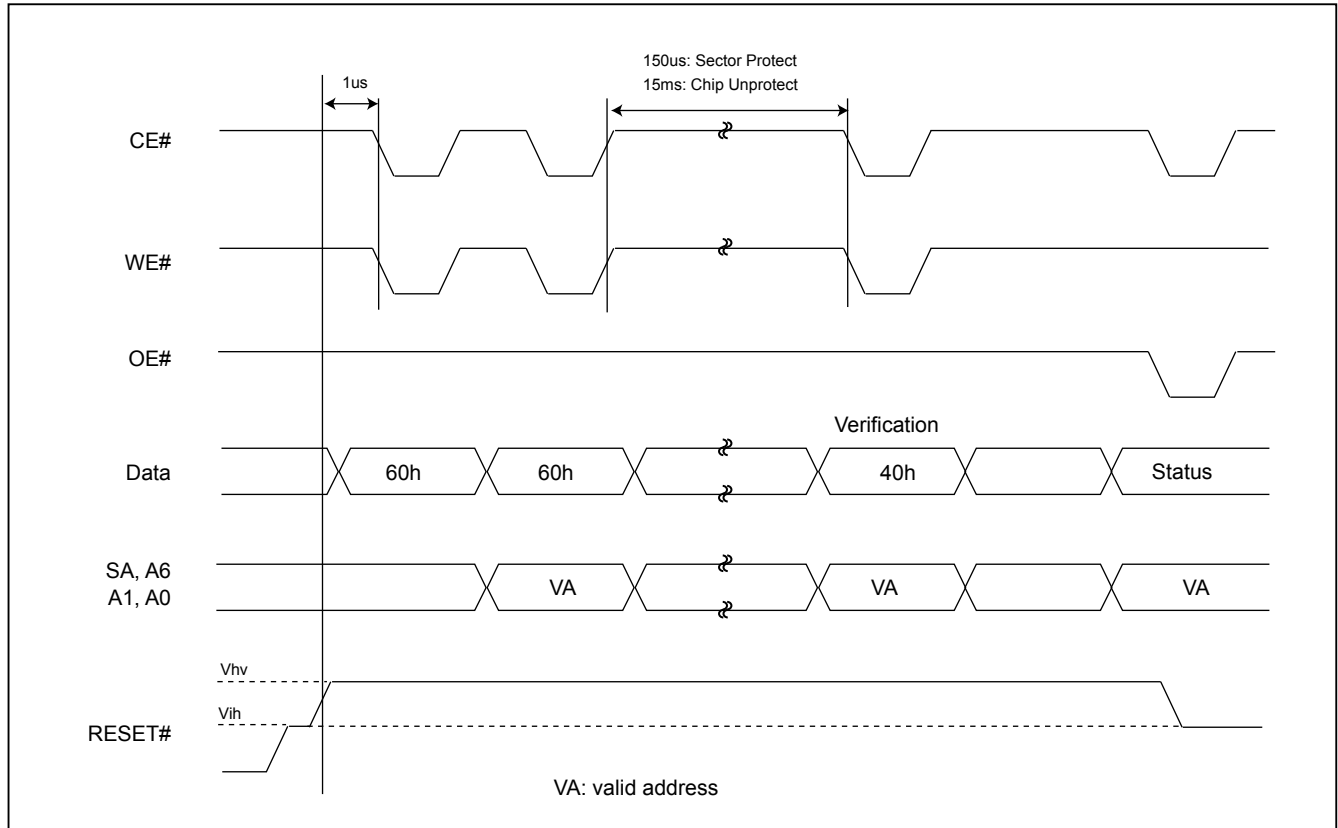 150us: Sector Protect
1us
15ms: Chip Unprotect
CE#
WE#
OE#
Verification
Data
60h
60h
40h
Status
SA, A6
A1, A0
VA
VA
VA
Vhv
Vih
RESET#
VA: valid address